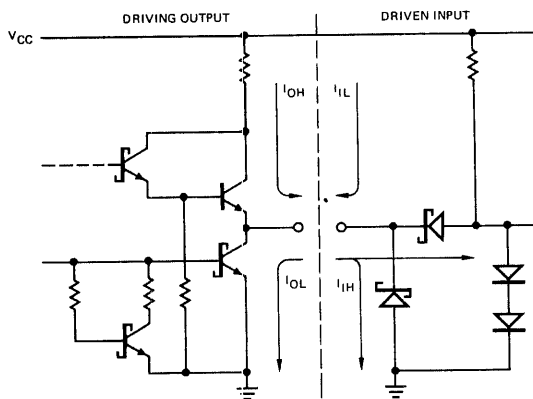 DRIVING OUTPUT
DRIVEN INPUT
VCC
IOH
IIL
IOL
IIH